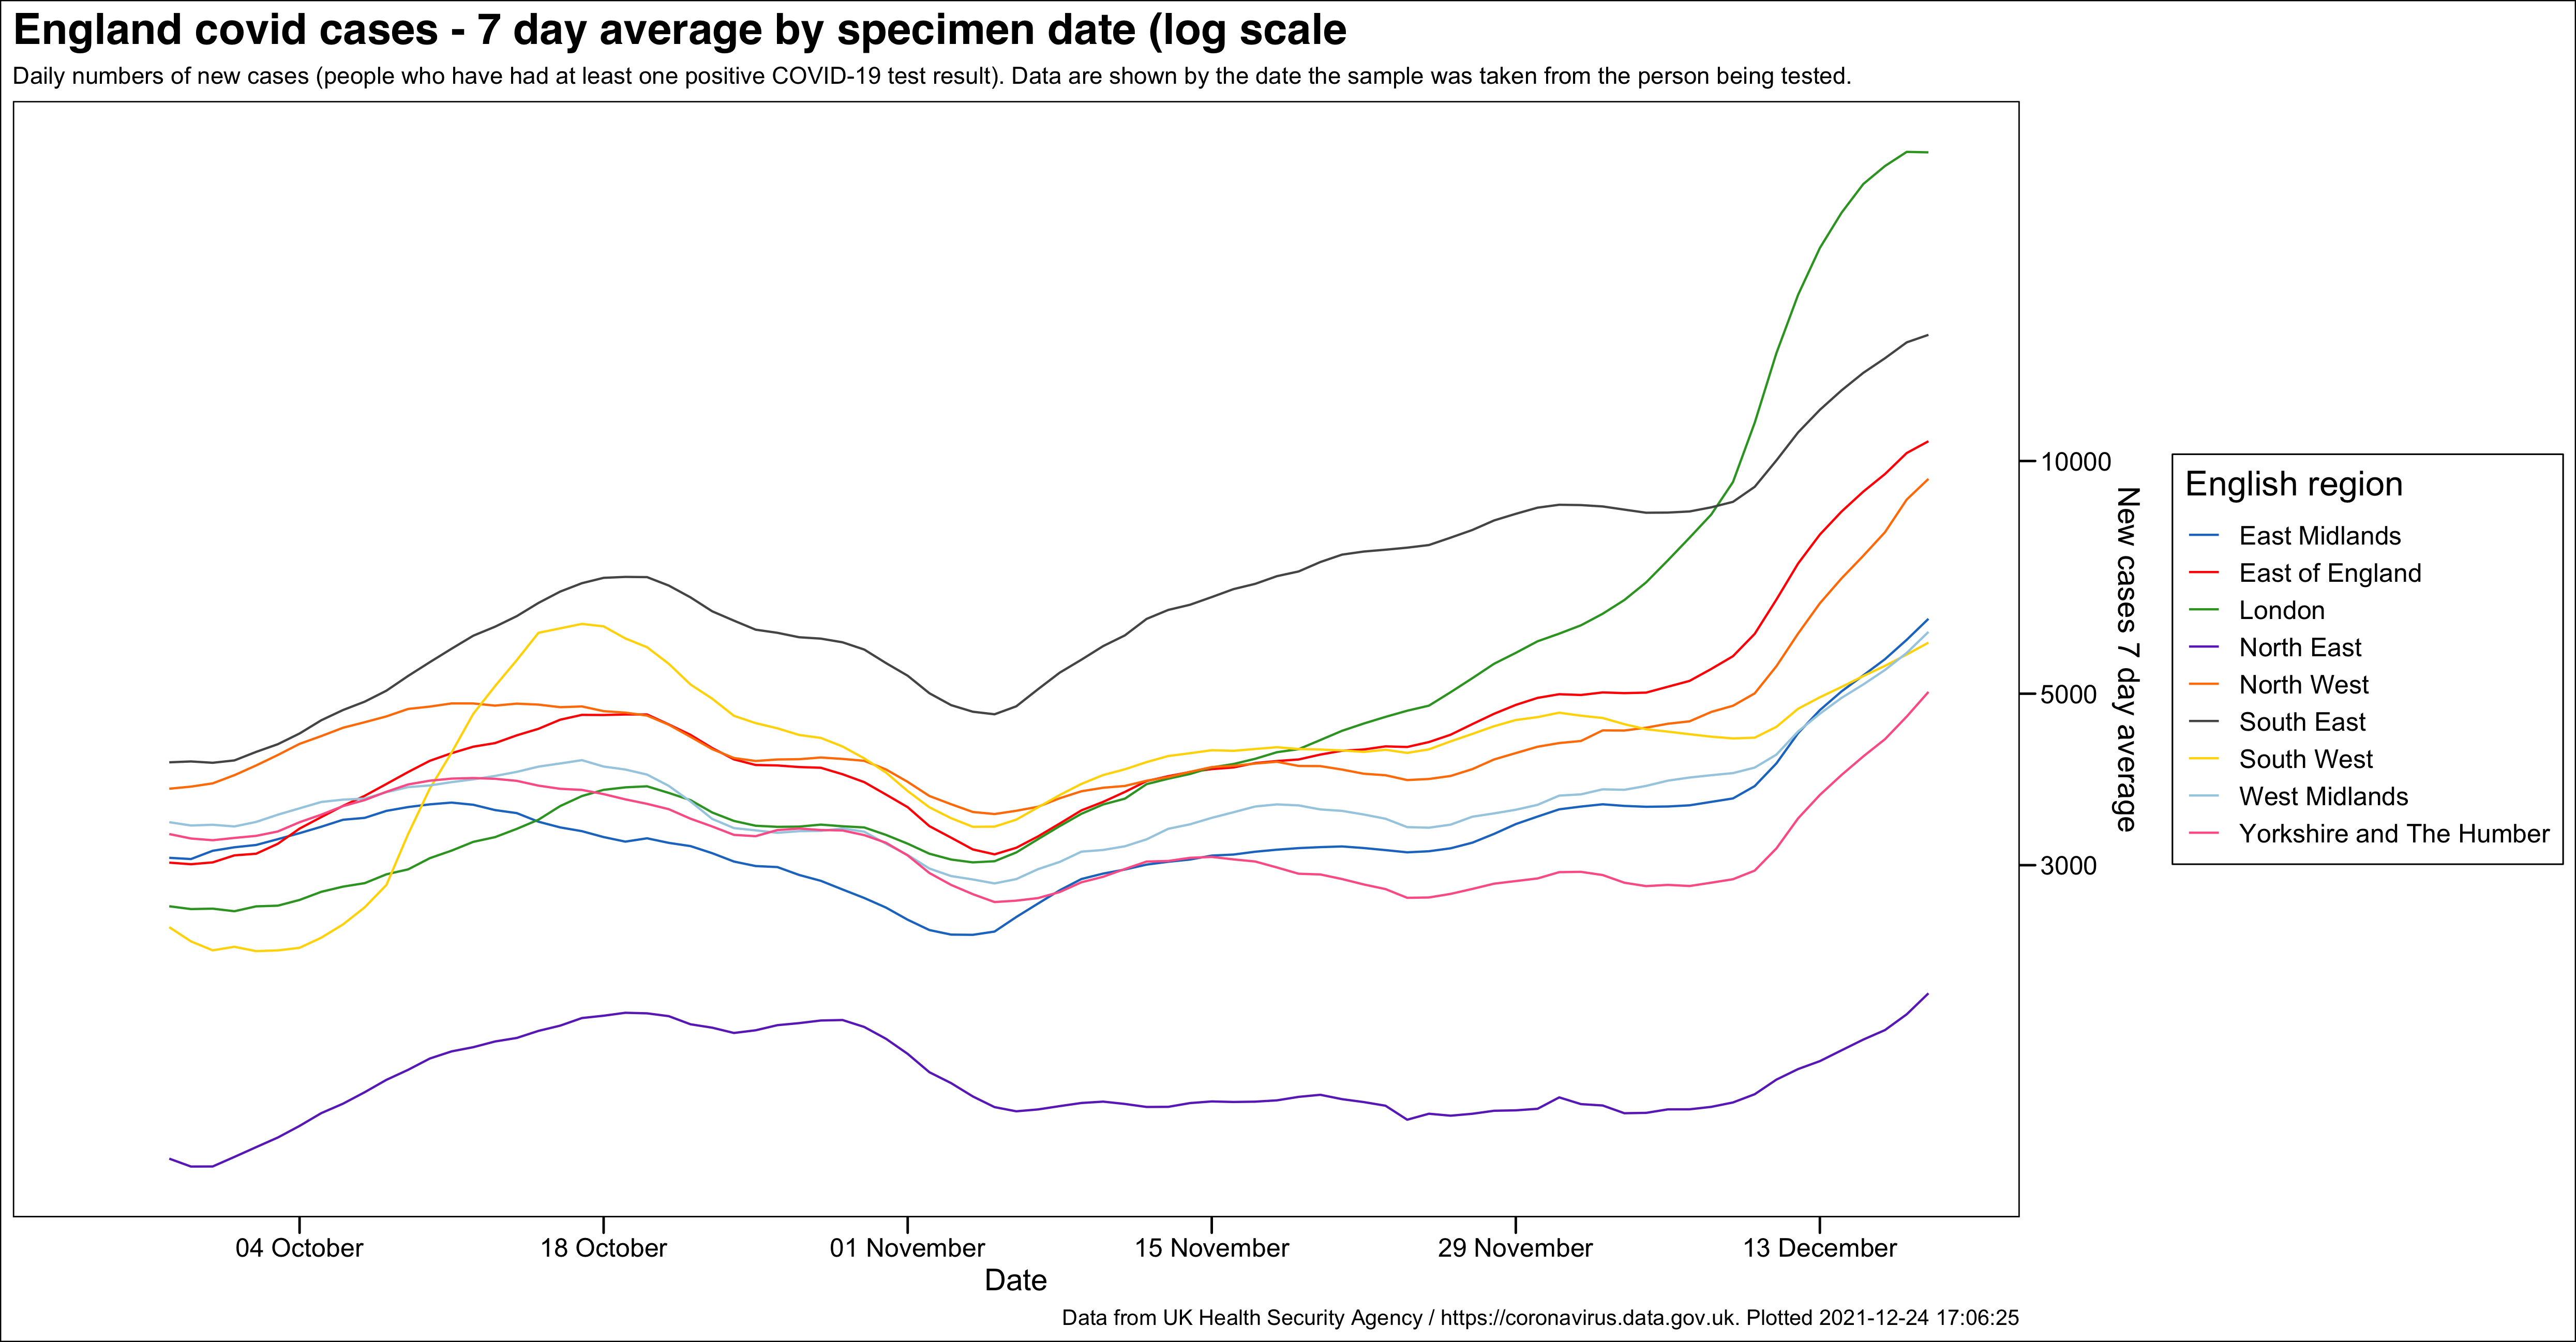 England covid cases - 7 day average by specimen date (log scale
Daily numbers of new cases (people who have had at least one positive COVID-19 test result). Data are shown by the date the sample was taken from the person being tested.
10000
5000
3000
New cases 7 day average
English region
East Midlands
East of England
London
North East
North West
South East
South West
West Midlands
Yorkshire and The Humber
04 October
18 October
01 November
15 November
29 November
13 December
Date
Data from UK Health Security Agency / https://coronavirus.data.gov.uk. Plotted 2021-12-24 17:06:25